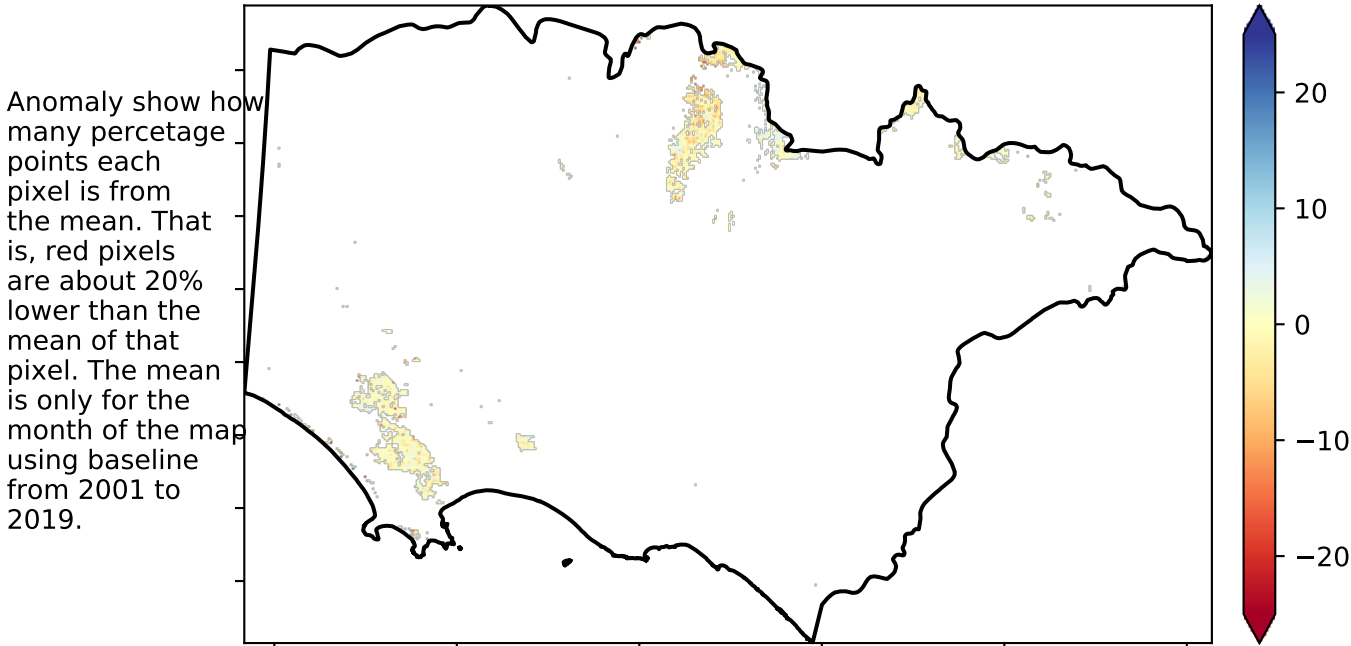 Anomaly show how
many percetage
points each
pixel is from
the mean. That
is, red pixels
are about 20%
lower than the
mean of that
pixel. The mean
is only for the
month of the map
using baseline
from 2001 to
2019.
20
10
0
−10
−20